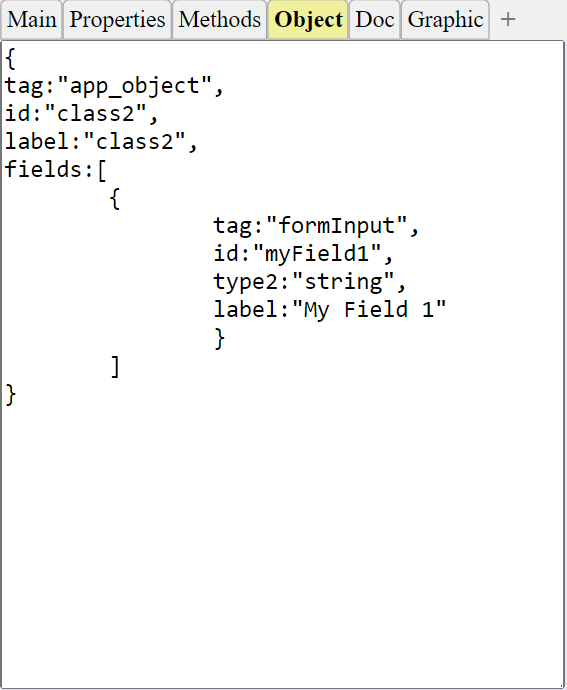 Main Properties Methods Object Doc Graphic +
{
tag:"app_object",
id:"class2",
label:"class2",
fields:[
{
tag:"formInput",
id:"myField1",
type2:"string",
label:"My Field 1"
}
]
}